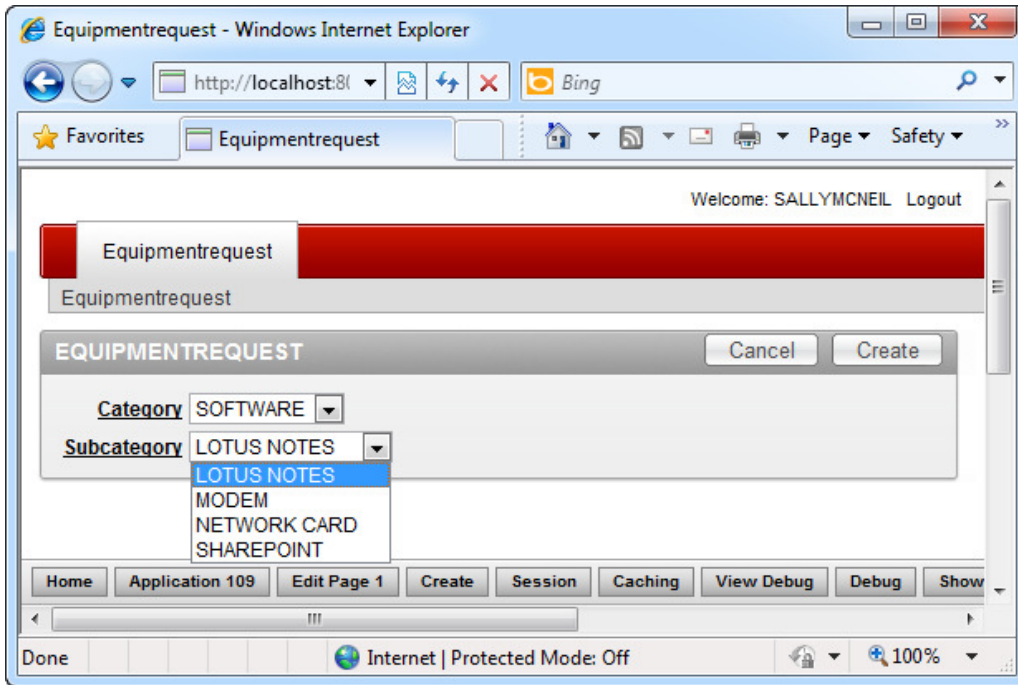 Equipmentrequest - Windows Internet Explorer
http://localhost:8( Bing
Favorites Equipmentrequest Page Safety »
Welcome: SALLYMCNEIL Logout
Equipmentrequest
Equipmentrequest
EQUIPMENTREQUEST Cancel Create
Category SOFTWARE
Subcategory LOTUS NOTES
LOTUS NOTES
MODEM
NETWORK CARD
SHAREPOINT
Home Application 109 Edit Page 1 Create Session Caching View Debug Debug Show
Done Internet | Protected Mode: Off 100%